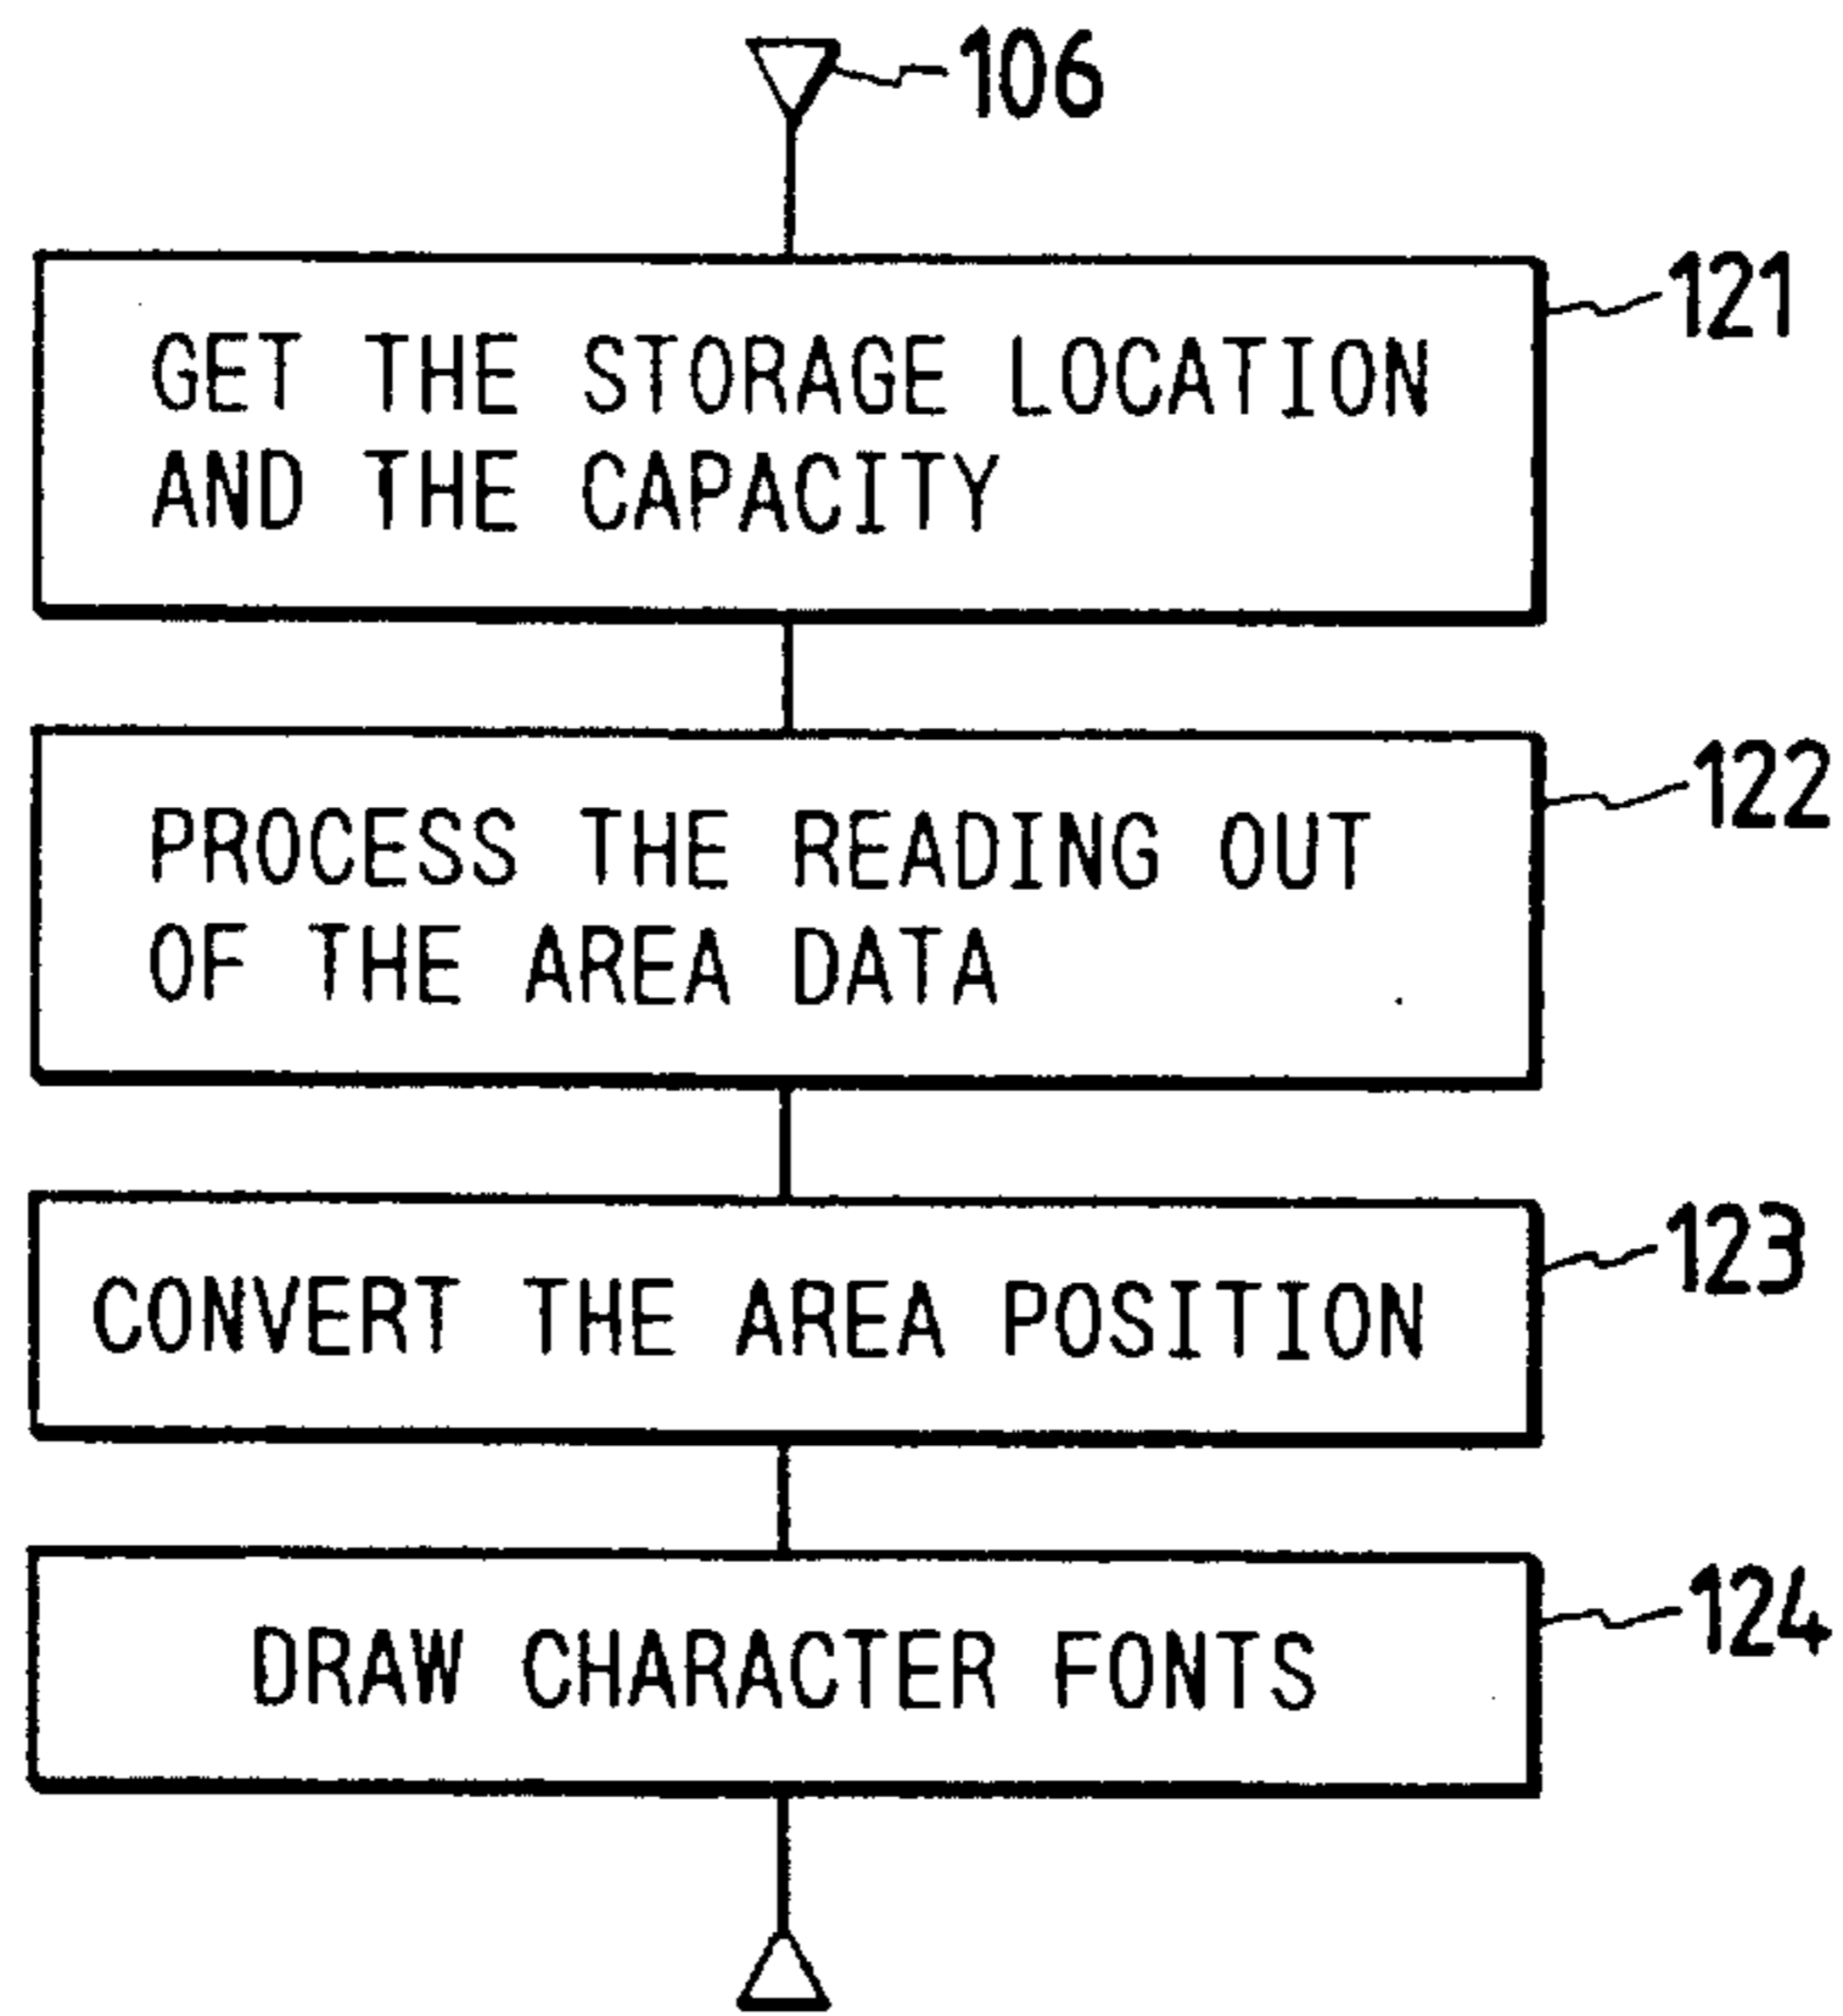 106
GET THE STORAGE LOCATION
AND THE CAPACITY
121
PROCESS THE READING OUT
OF THE AREA DATA
122
CONVERT THE AREA POSITION
123
DRAW CHARACTER FONTS
124